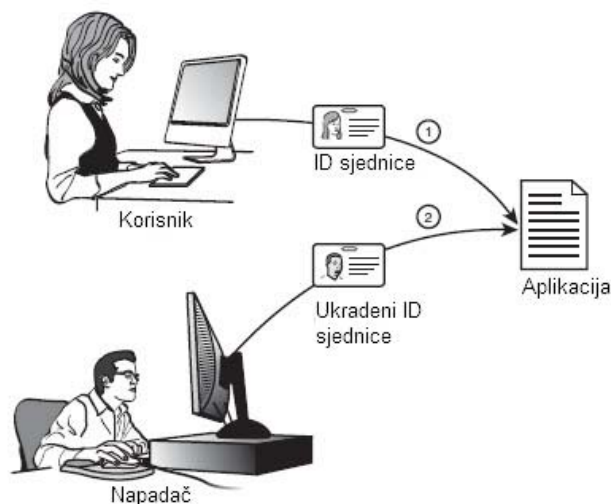 1
ID sjednice
Korisnik
2
Aplikacija
Ukradeni ID
sjednice
Napadač